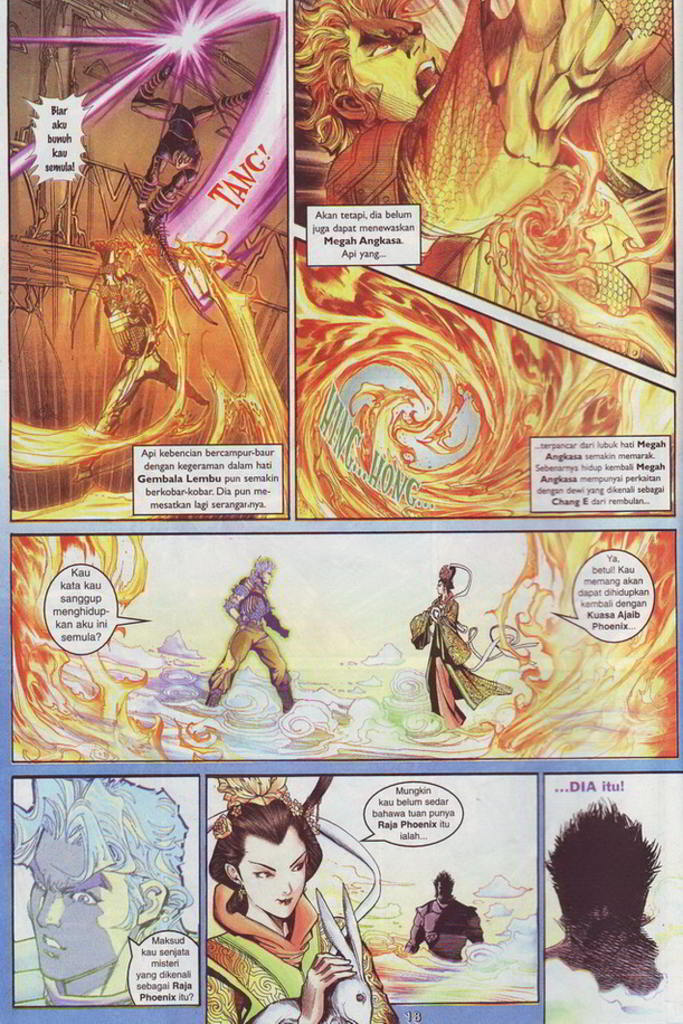 Biar
aku
bunuh
kau
semula!
TANG!
Api kebencian bercampur-baur
dengan kegeraman dalam hati
Gembala Lembu pun semakin
berkobar-kobar. Dia pun me-
mesatkan lagi serangannya.
Akan tetapi, dia belum
juga dapat menewaskan
Megah Angkasa.
Api yang...
HING...HONG...
...terpancar dari lubuk hati Megah
Angkasa semakin memarak.
Sebenarnya hidup kembali Megah
Angkasa mempunyai perkaitan
dengan dewi yang dikenali sebagai
Chang E dari rembulan...
Kau
kata kau
sanggup
menghidup-
kan aku ini
semula?
Ya,
betul! Kau
memang akan
dapat dihidupkan
kembali dengan
Kuasa Ajaib
Phoenix...
Maksud
kau senjata
misteri
yang dikenali
sebagai Raja
Phoenix itu?
Mungkin
kau belum sedar
bahawa tuan punya
Raja Phoenix itu
ialah...
...DIA itu!
18